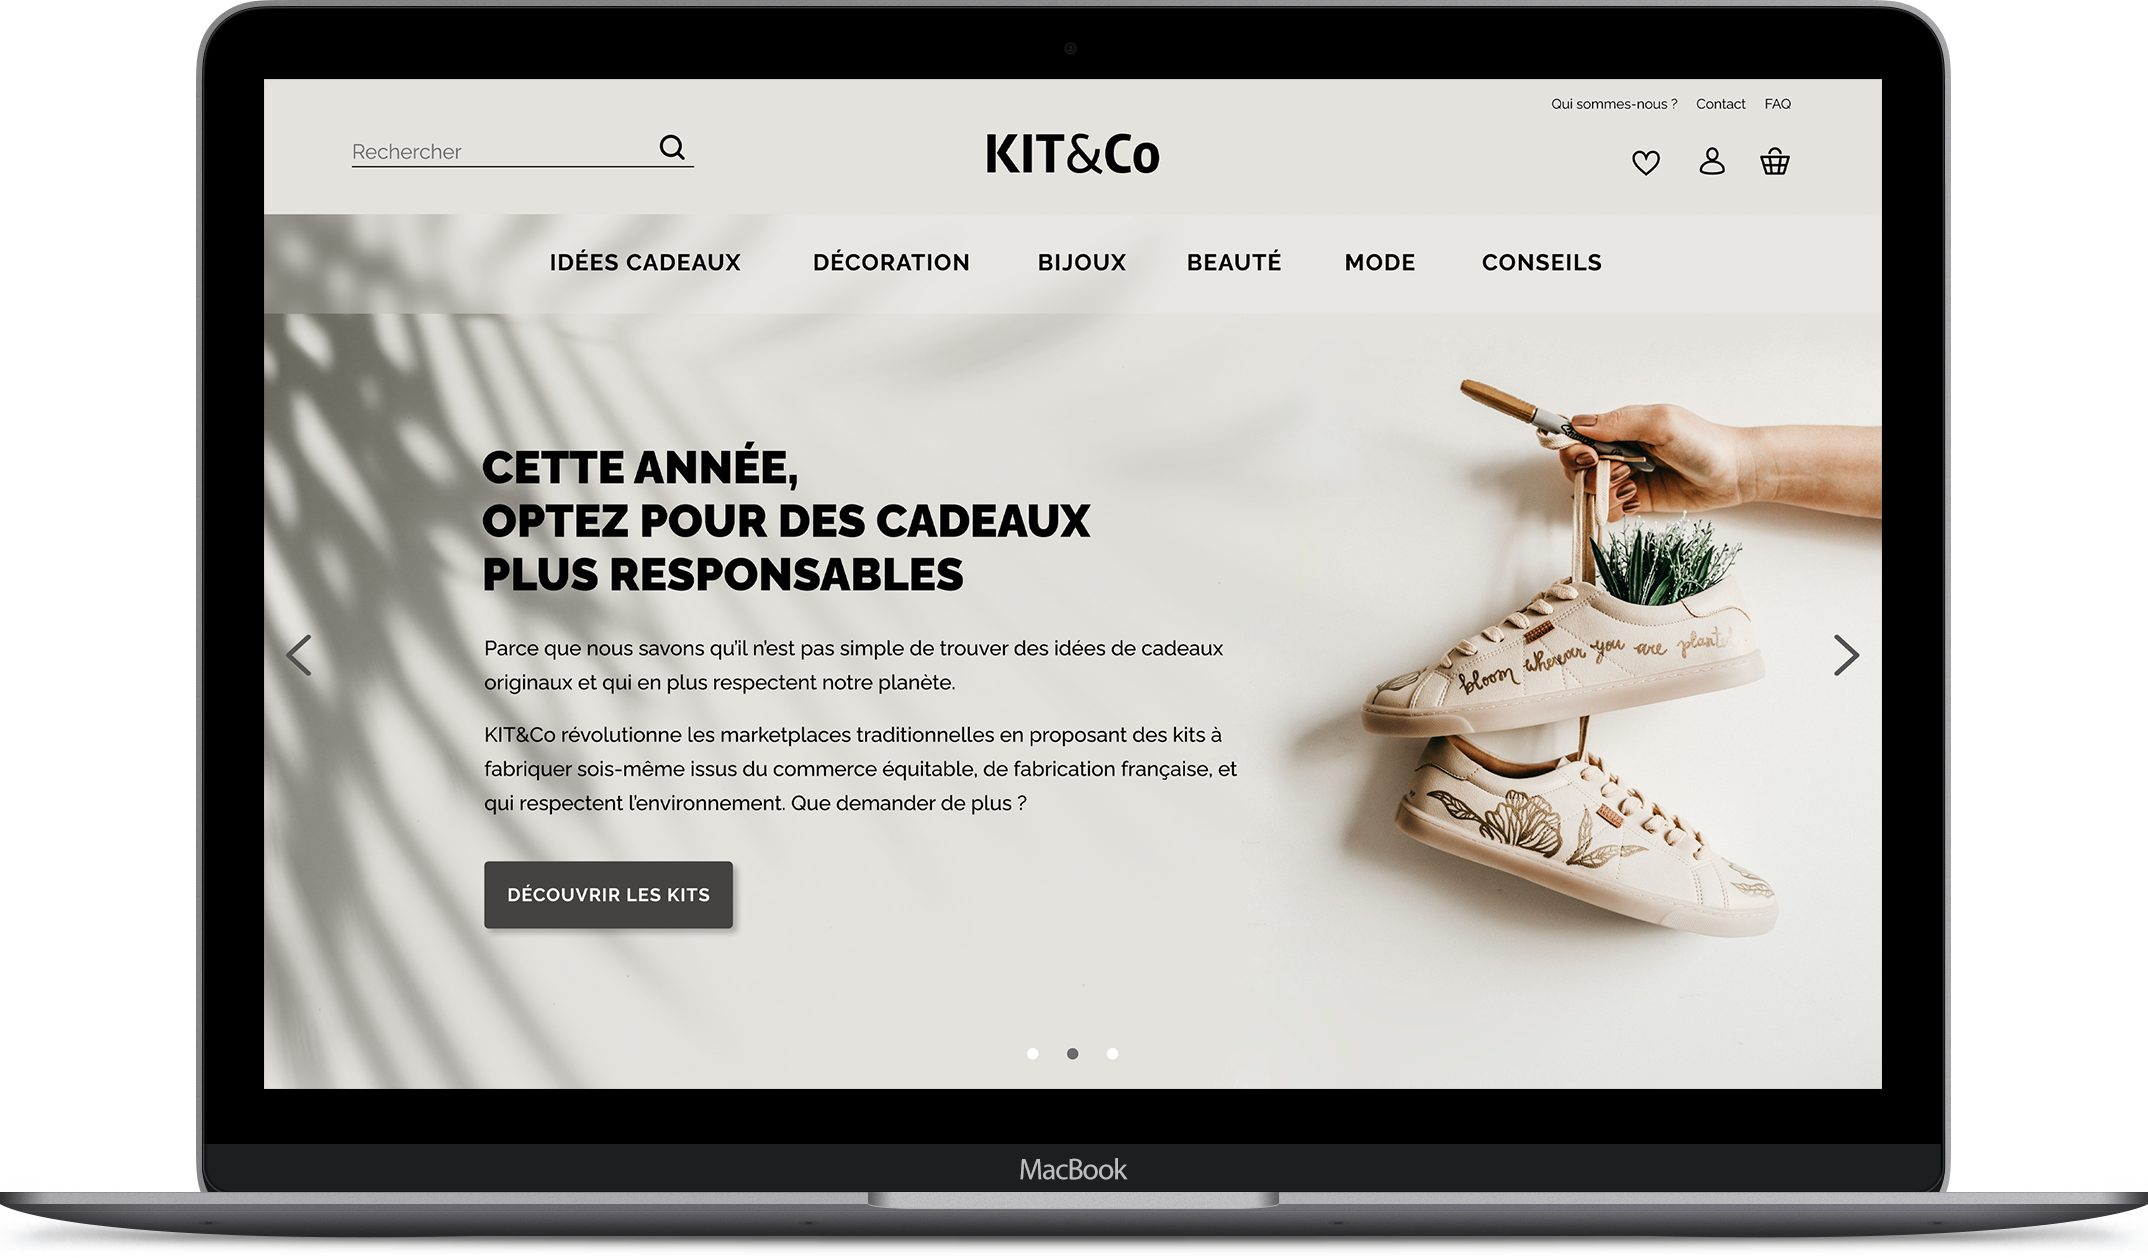 Qui sommes-nous ? Contact FAQ
Rechercher
KIT&Co
IDÉES CADEAUX DÉCORATION BIJOUX BEAUTÉ MODE CONSEILS
CETTE ANNÉE,
OPTEZ POUR DES CADEAUX
PLUS RESPONSABLES
Parce que nous savons qu'il n'est pas simple de trouver des idées de cadeaux
originaux et qui en plus respectent notre planète.
KIT&Co révolutionne les marketplaces traditionnelles en proposant des kits à
fabriquer sois-même issus du commerce équitable, de fabrication française, et
qui respectent l'environnement. Que demander de plus ?
DÉCOUVRIR LES KITS
bloom wherever you are planted
MacBook